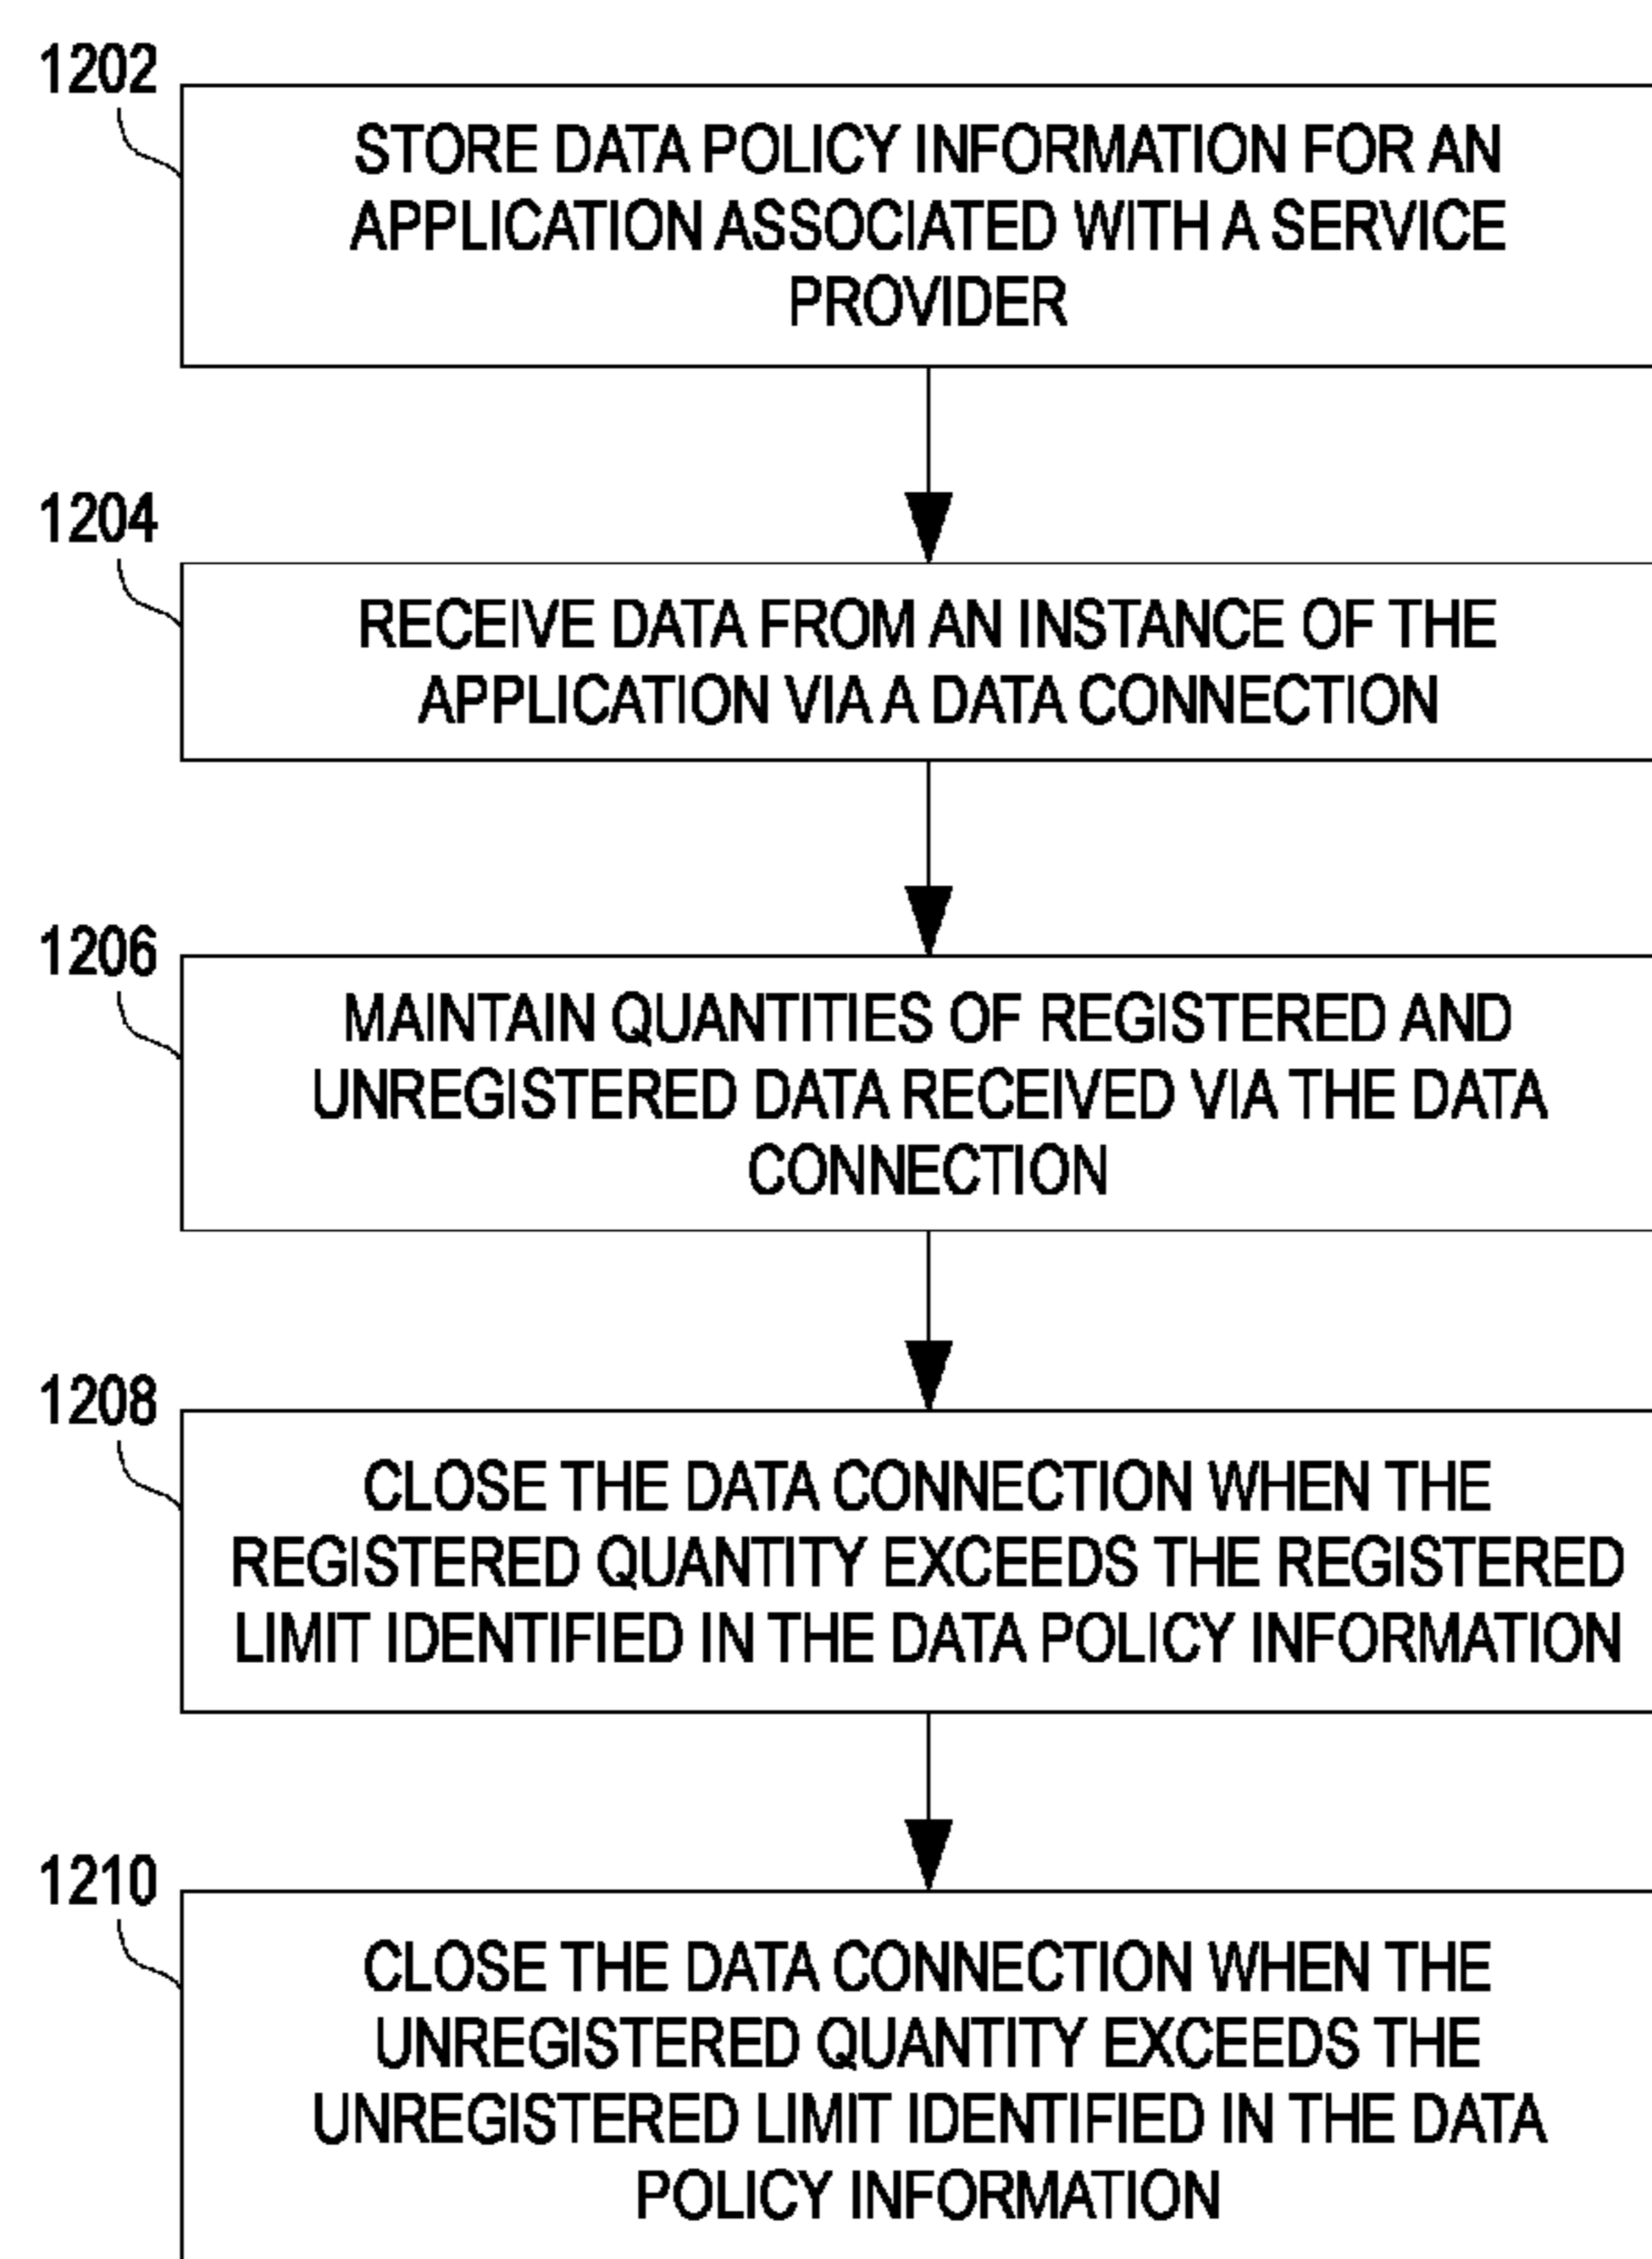 1202
STORE DATA POLICY INFORMATION FOR AN
APPLICATION ASSOCIATED WITH A SERVICE
PROVIDER
1204
RECEIVE DATA FROM AN INSTANCE OF THE
APPLICATION VIA A DATA CONNECTION
1206
MAINTAIN QUANTITIES OF REGISTERED AND
UNREGISTERED DATA RECEIVED VIA THE DATA
CONNECTION
1208
CLOSE THE DATA CONNECTION WHEN THE
REGISTERED QUANTITY EXCEEDS THE REGISTERED
LIMIT IDENTIFIED IN THE DATA POLICY INFORMATION
1210
CLOSE THE DATA CONNECTION WHEN THE
UNREGISTERED QUANTITY EXCEEDS THE
UNREGISTERED LIMIT IDENTIFIED IN THE DATA
POLICY INFORMATION